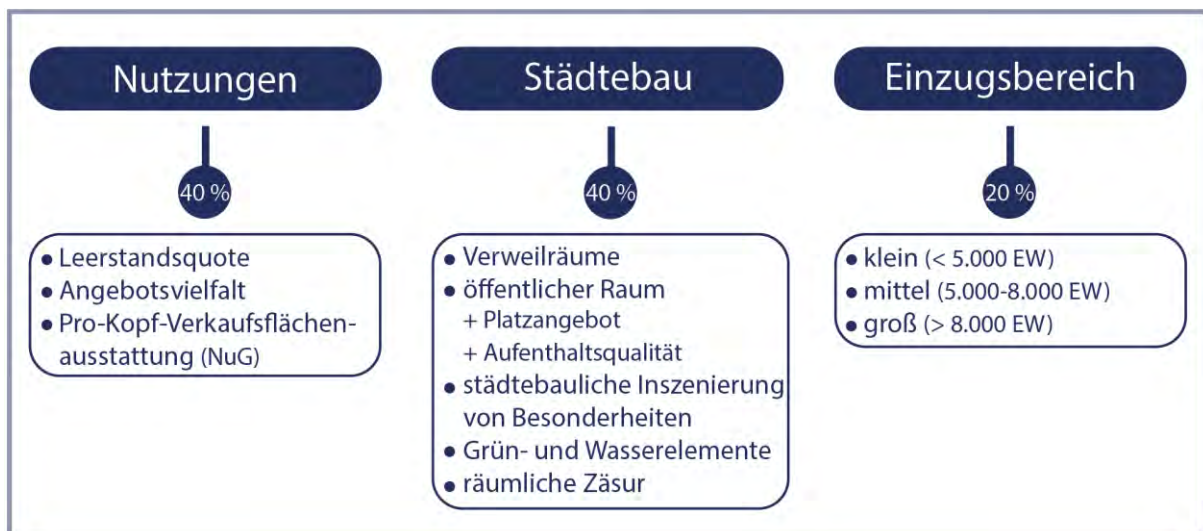 Nutzungen
40 %
• Leerstandsquote
• Angebotsvielfalt
• Pro-Kopf-Verkaufsflächen-
ausstattung (NuG)
Städtebau
40 %
• Verweilräume
• öffentlicher Raum
+ Platzangebot
+ Aufenthaltsqualität
• städtebauliche Inszenierung
von Besonderheiten
• Grün- und Wasserelemente
• räumliche Zäsur
Einzugsbereich
20 %
• klein (< 5.000 EW)
• mittel (5.000-8.000 EW)
• groß (> 8.000 EW)